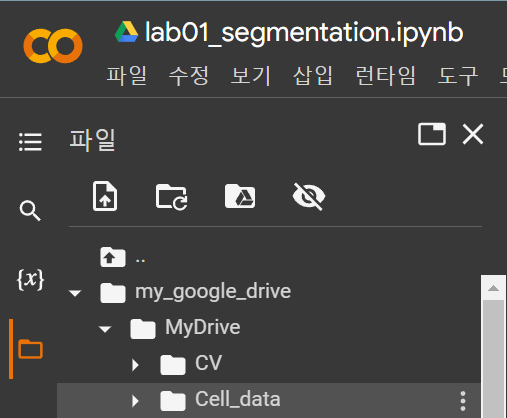 lab01_segmentation.ipynb
파일 수정 보기 삽입 런타임 도구
파일
{x}
..
my_google_drive
MyDrive
CV
Cell_data